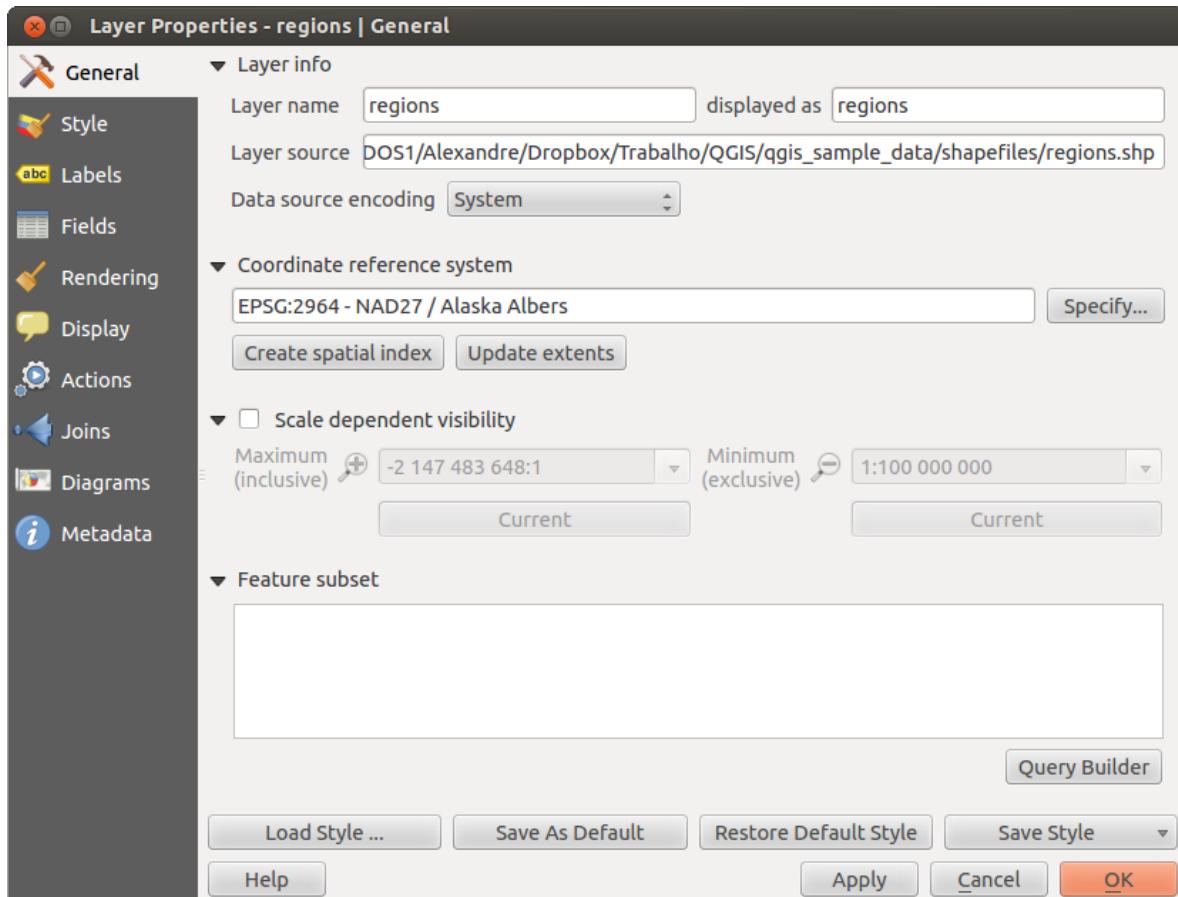 Layer Properties - regions | General
General
Style
abc Labels
Fields
Rendering
Display
Actions
Joins
Diagrams
i Metadata
Layer info
Layer name regions displayed as regions
Layer source DOS1/Alexandre/Dropbox/Trabalho/QGIS/qgis_sample_data/shapefiles/regions.shp
Data source encoding System
Coordinate reference system
EPSG:2964 - NAD27 / Alaska Albers Specify...
Create spatial index Update extents
Scale dependent visibility
Maximum (inclusive) -2 147 483 648:1 Minimum (exclusive) 1:100 000 000
Current Current
Feature subset
Query Builder
Load Style ... Save As Default Restore Default Style Save Style
Help Apply Cancel OK